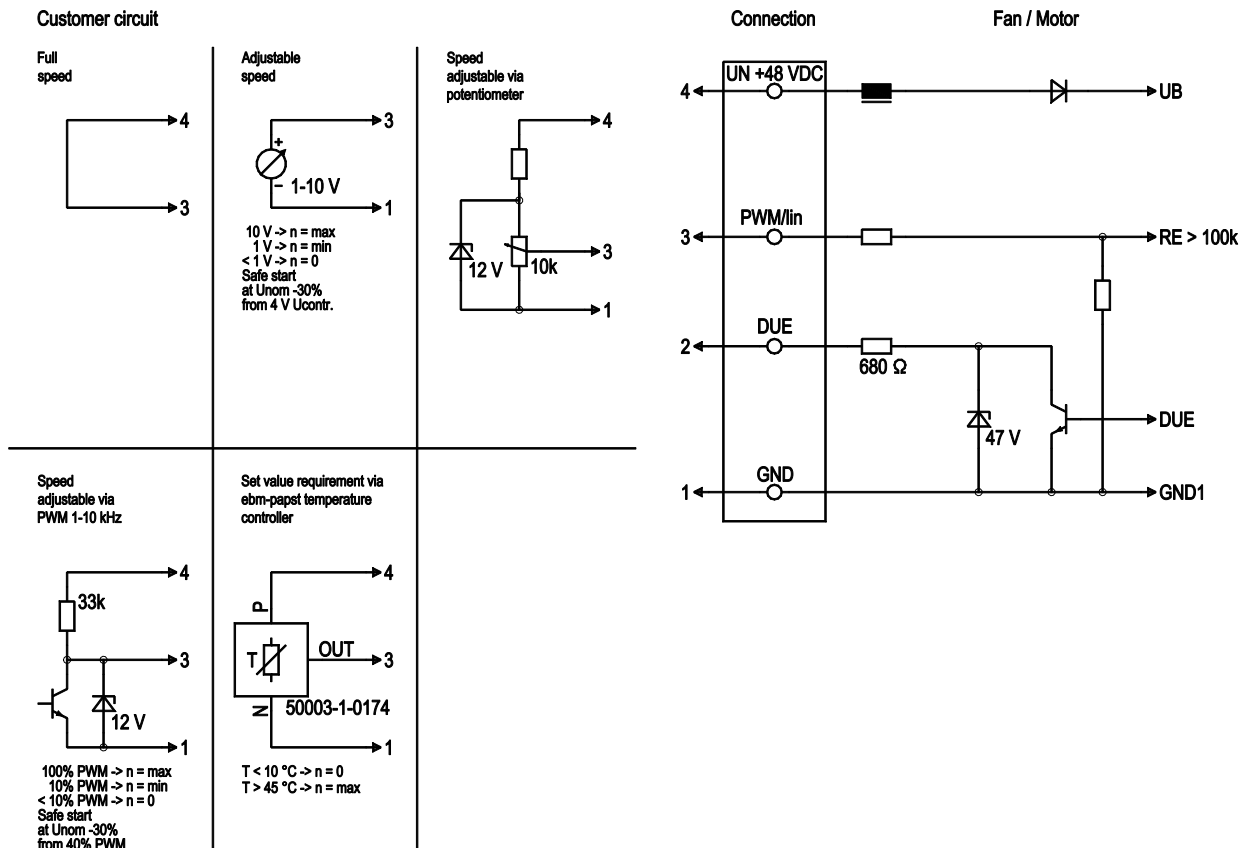 Customer circuit
Full
speed
4
3
Adjustable
speed
3
+
–
1-10 V
1
10 V -> n = max
1 V -> n = min
< 1 V -> n = 0
Safe start
at Unom -30%
from 4 V Ucontr.
Speed
adjustable via
potentiometer
4
12 V
10k
3
1
Speed
adjustable via
PWM 1-10 kHz
4
33k
3
12 V
1
100% PWM -> n = max
10% PWM -> n = min
< 10% PWM -> n = 0
Safe start
at Unom -30%
from 40% PWM
Set value requirement via
ebm-papst temperature
controller
4
P
T
OUT
3
N
50003-1-0174
1
T < 10 °C -> n = 0
T > 45 °C -> n = max
Connection
Fan / Motor
UN +48 VDC
4
UB
PWM/lin
3
RE > 100k
DUE
2
680 Ω
47 V
DUE
GND
1
GND1